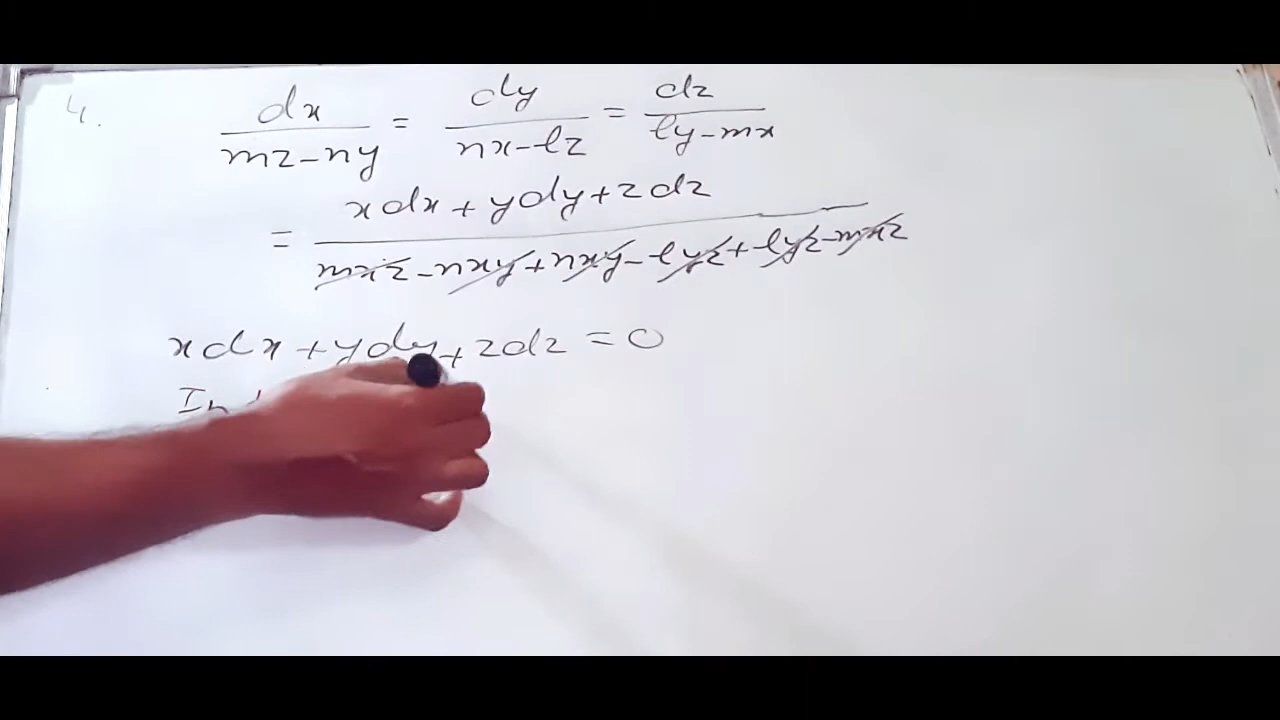 4. dx/(mz-ny) = dy/(nx-lz) = dz/(ly-mx)
= (xdx+ydy+zdz)/(mxz-nxy+nxy-lyz+lyz-mxz)
xdx+ydy+zdz=0